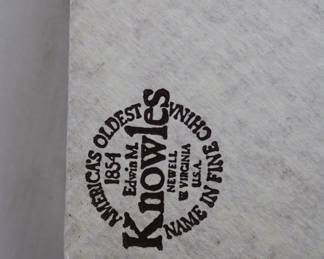 AMERICA'S OLDEST
NAME IN FINE CHINA
1854
Edwin M.
Knowles
NEWELL
W VIRGINIA
U.S.A.